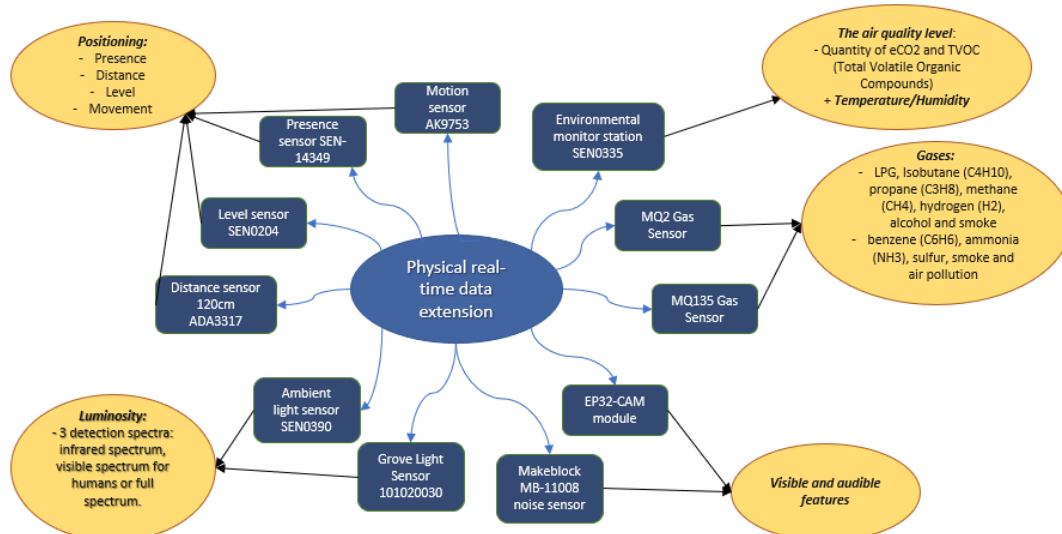 Positioning:
- Presence
- Distance
- Level
- Movement
Motion
sensor
AK9753
Presence
sensor SEN-
14349
Level sensor
SEN0204
Distance sensor
120cm
ADA3317
Physical real-
time data
extension
Environmental
monitor station
SEN0335
The air quality level:
- Quantity of eCO2 and TVOC
(Total Volatile Organic
Compounds)
+ Temperature/Humidity
MQ2 Gas
Sensor
MQ135 Gas
Sensor
Gases:
- LPG, Isobutane (C4H10),
propane (C3H8), methane
(CH4), hydrogen (H2),
alcohol and smoke
- benzene (C6H6), ammonia
(NH3), sulfur, smoke and
air pollution
Ambient
light sensor
SEN0390
Grove Light
Sensor
101020030
Luminosity:
- 3 detection spectra:
infrared spectrum,
visible spectrum for
humans or full
spectrum.
EP32-CAM
module
Makeblock
MB-11008
noise sensor
Visible and audible
features